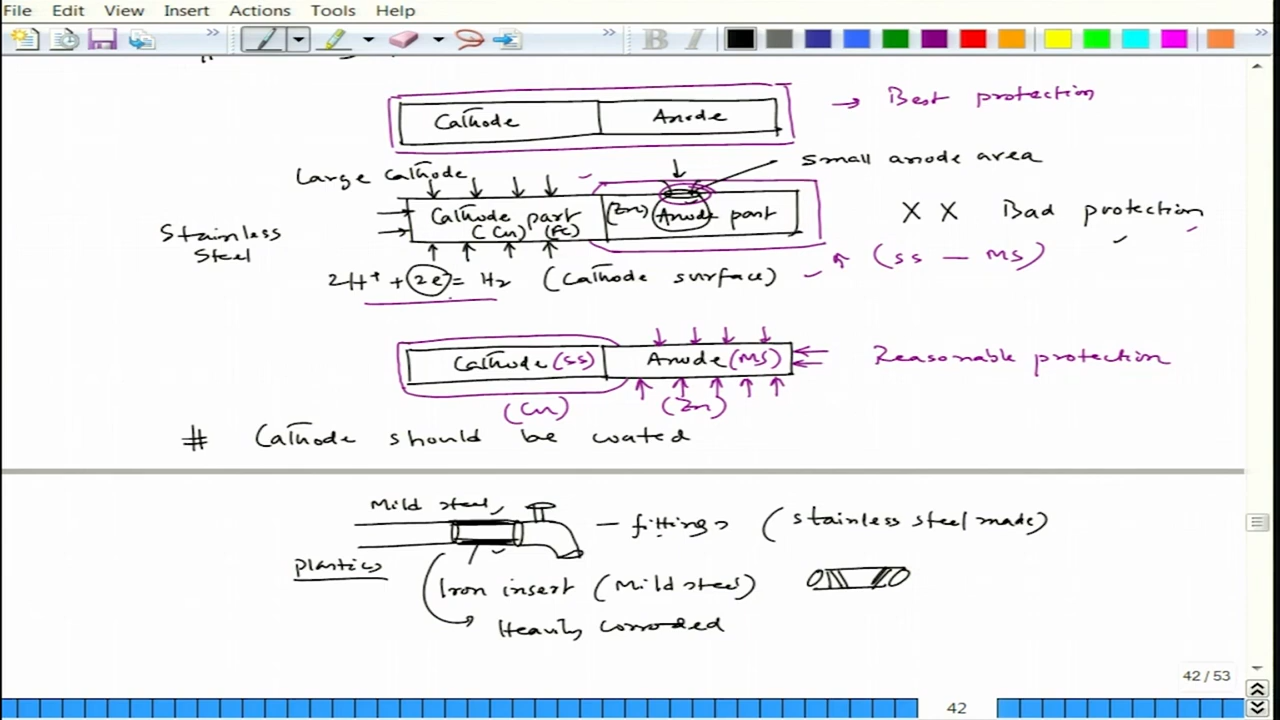 File Edit View Insert Actions Tools Help
B I
Cathode Anode → Best protection
Large cathode small anode area
Cathode part (Zn) Anode part X X Bad protection
(Cu) (Fe)
Stainless Steel
(SS - MS)
2H+ + 2e = H2 (Cathode surface)
Cathode (SS) Anode (MS) Reasonable protection
(Cu) (Zn)
# Cathode should be coated
Mild steel
- fittings (stainless steel made)
Plastics
Iron insert (Mild steel)
→ Heavily corroded
42 / 53
42